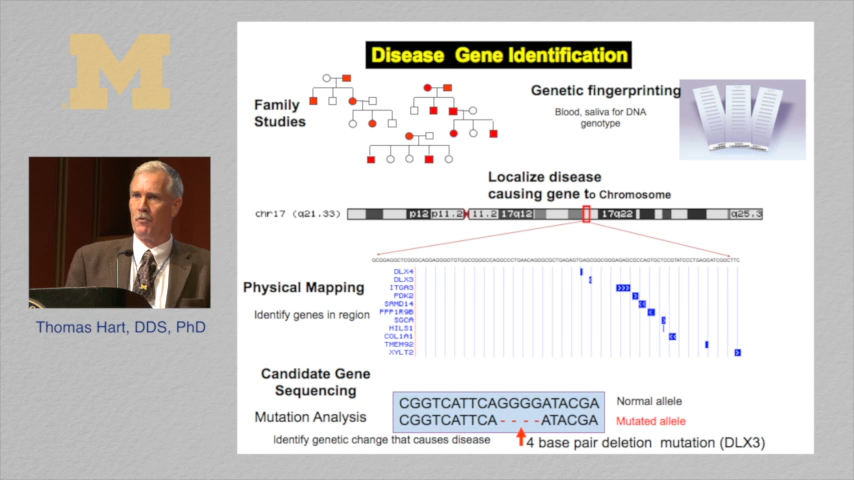 M
Disease Gene Identification
Family
Studies
Genetic fingerprinting
Blood, saliva for DNA
genotype
Localize disease
causing gene to Chromosome
chr17 (q21.33)
p12 p11.2 11.2 17q12 17q22 q25.3
Physical Mapping
Identify genes in region
DLX4
DLX3
ITGA3
PDK2
SAMD14
PPP1R9B
SGCA
HILS1
COL1A1
TMEM92
XYLT2
Thomas Hart, DDS, PhD
Candidate Gene
Sequencing
Mutation Analysis
Identify genetic change that causes disease
CGGTCATTCAGGGGATACGA Normal allele
CGGTCATTCA - - - - ATACGA Mutated allele
4 base pair deletion mutation (DLX3)